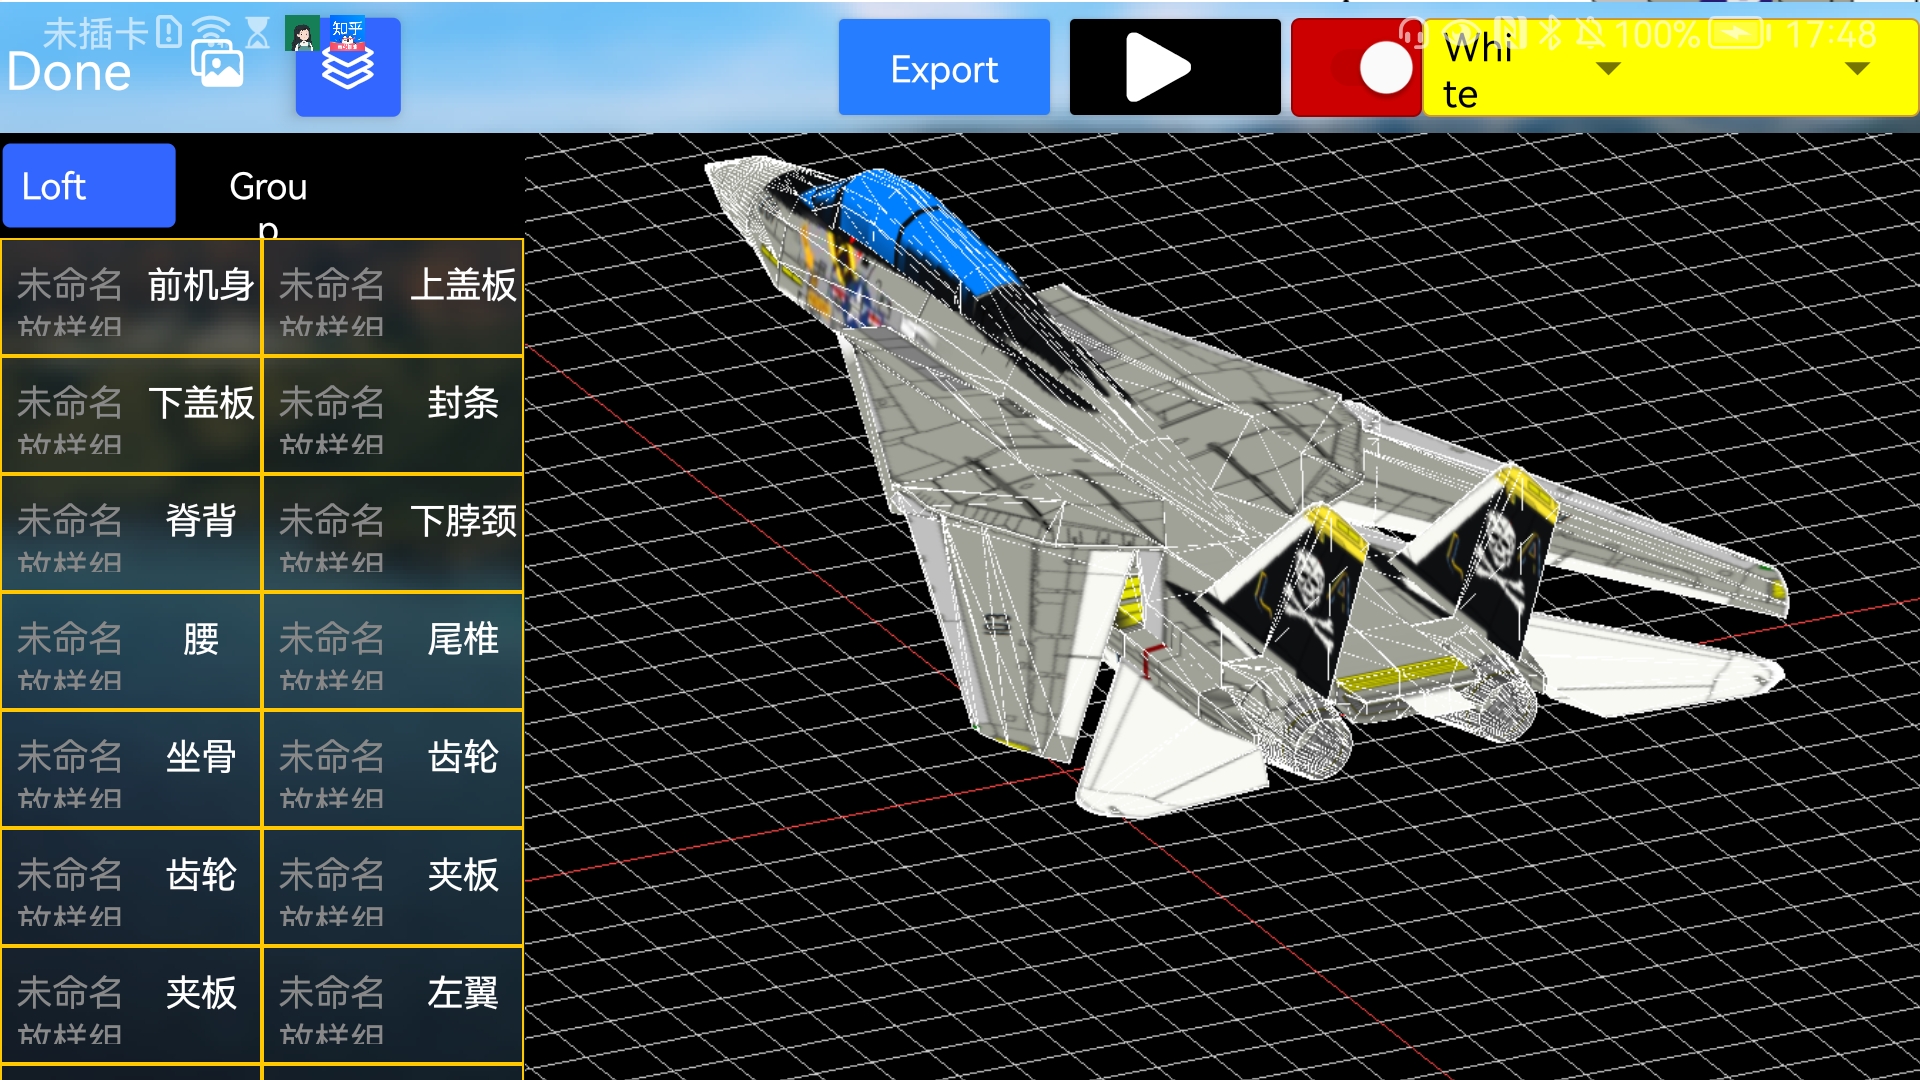 未插卡
知乎
100%
17:48
Done
Export
Whi
te
Loft
Grou
p
未命名
放样组
前机身
未命名
放样组
上盖板
未命名
放样组
下盖板
未命名
放样组
封条
未命名
放样组
脊背
未命名
放样组
下脖颈
未命名
放样组
腰
未命名
放样组
尾椎
未命名
放样组
坐骨
未命名
放样组
齿轮
未命名
放样组
齿轮
未命名
放样组
夹板
未命名
放样组
夹板
未命名
放样组
左翼